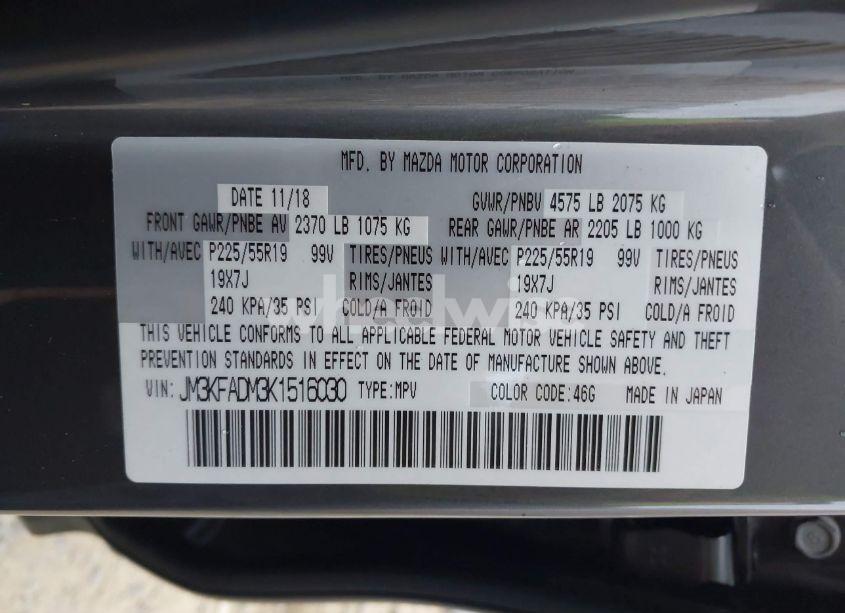 MFD. BY MAZDA MOTOR CORPORATION
DATE 11/18 GVWR/PNBV 4575 LB 2075 KG
FRONT GAWR/PNBE AV 2370 LB 1075 KG REAR GAWR/PNBE AR 2205 LB 1000 KG
WITH/AVEC P225/55R19 99V TIRES/PNEUS WITH/AVEC P225/55R19 99V TIRES/PNEUS
19X7J RIMS/JANTES 19X7J RIMS/JANTES
240 KPA/35 PSI COLD/A FROID 240 KPA/35 PSI COLD/A FROID
THIS VEHICLE CONFORMS TO ALL APPLICABLE FEDERAL MOTOR VEHICLE SAFETY AND THEFT
PREVENTION STANDARDS IN EFFECT ON THE DATE OF MANUFACTURE SHOWN ABOVE.
VIN: JM3KFADM3K1516030 TYPE: MPV COLOR CODE: 46G MADE IN JAPAN